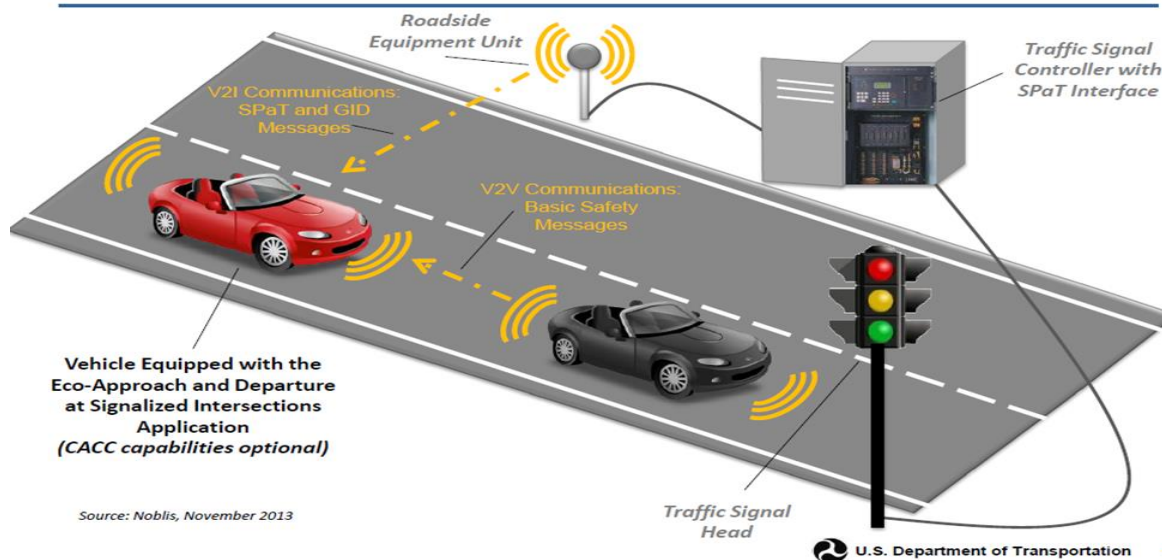 Roadside
Equipment Unit
Traffic Signal
Controller with
SPaT Interface
V2I Communications:
SPaT and GID
Messages
V2V Communications:
Basic Safety
Messages
Vehicle Equipped with the
Eco-Approach and Departure
at Signalized Intersections
Application
(CACC capabilities optional)
Source: Noblis, November 2013
Traffic Signal
Head
U.S. Department of Transportation